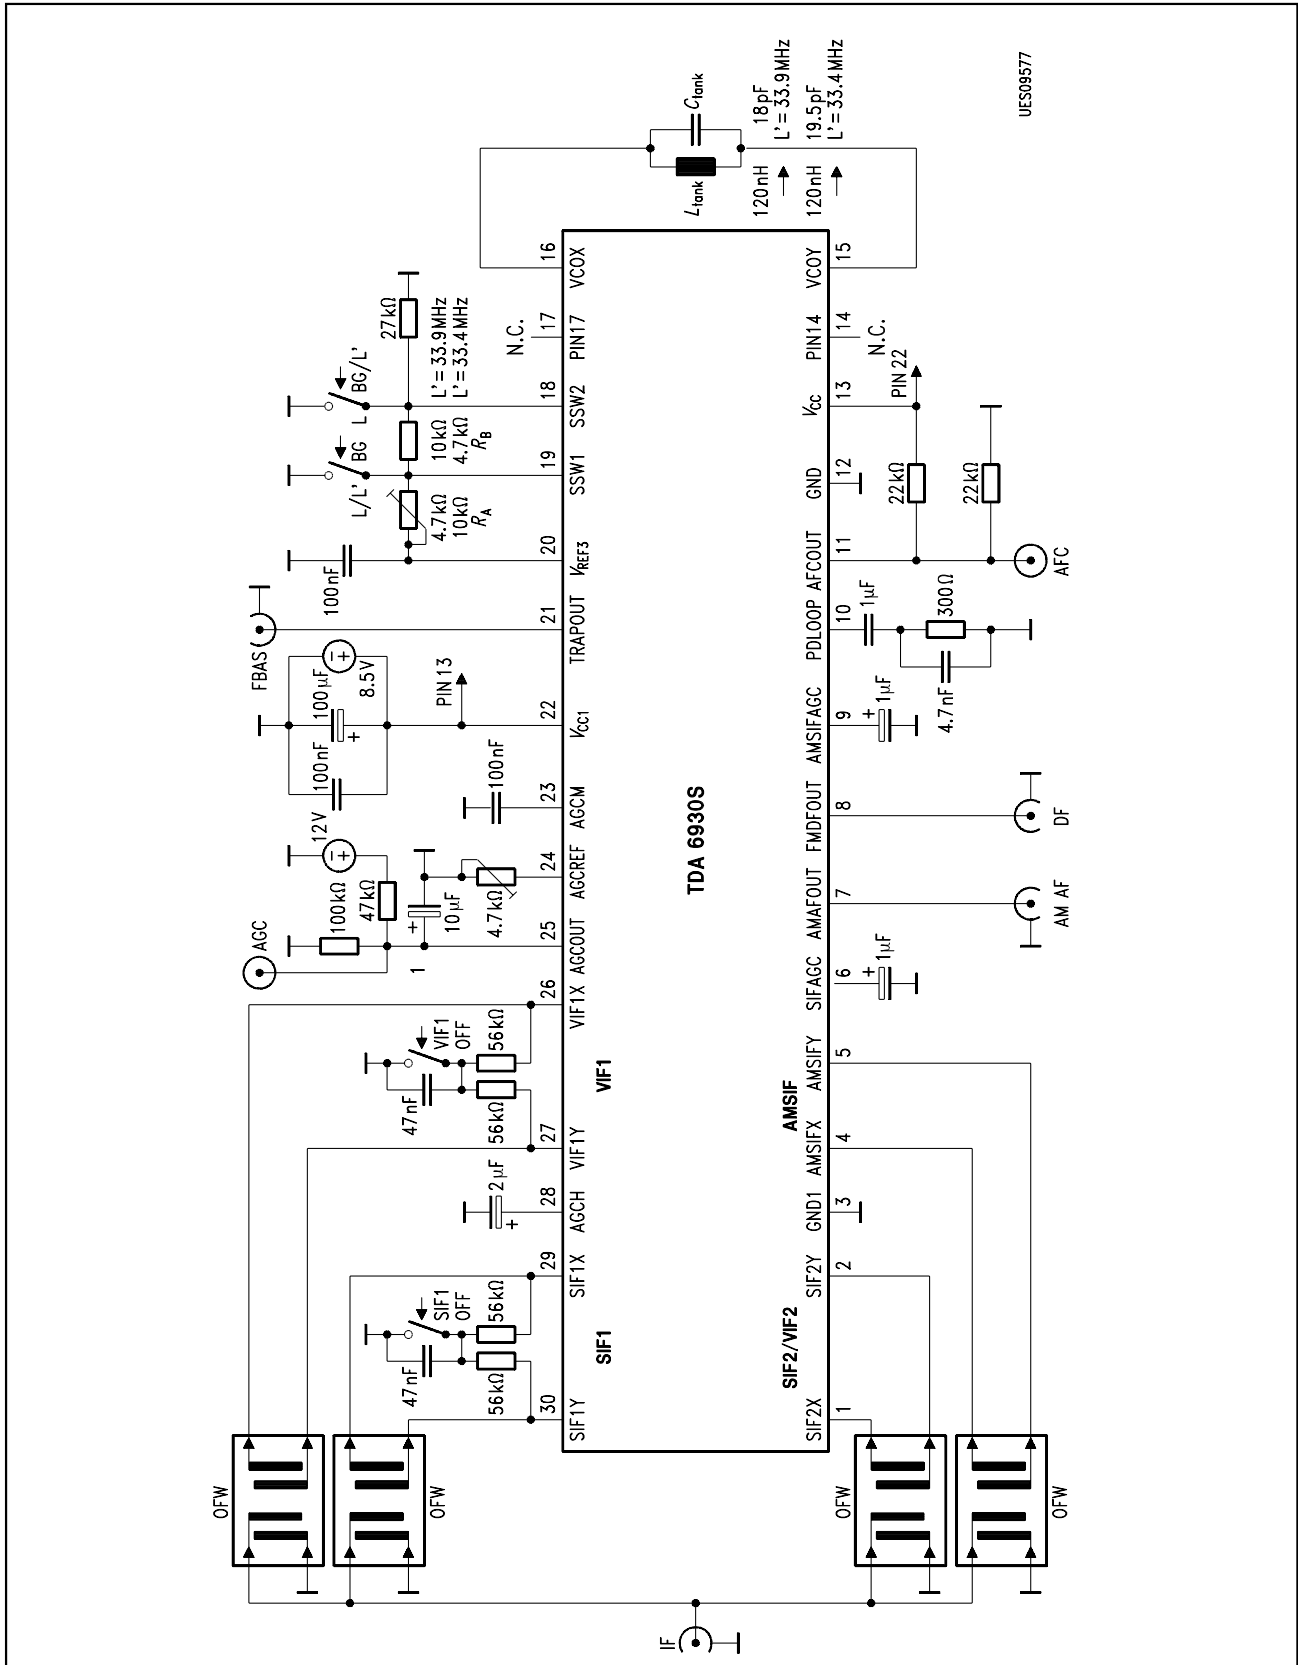 UES09577
C tank
L tank
120nH → 18pF
L' = 33.9MHz
120nH → 19.5pF
L' = 33.4MHz
16
VCOX
15
VCOY
N.C.
17
PIN17
PIN14
14
N.C.
27kΩ
L' = 33.9MHz
L' = 33.4MHz
BG/L'
L
18
SSW2
VCC
13
PIN 22
10kΩ
4.7kΩ
RB
BG
L/L'
19
SSW1
GND
12
22kΩ
22kΩ
4.7kΩ
10kΩ
RA
100nF
20
VREF3
AFCOUT
11
AFC
FBAS
21
TRAPOUT
PDLOOP
10
1µF
300Ω
4.7nF
8.5V
100µF
+
100nF
PIN 13
22
VCC1
AMSIFAGC
9
+
1µF
100nF
23
AGCM
TDA 6930S
FMDFOUT
8
DF
12V
47kΩ
100kΩ
AGC
4.7kΩ
10µF
+
1
24
AGCREF
25
AGCOUT
AMAFOUT
7
AM AF
SIFAGC
6
+
1µF
26
VIF1X
VIF1
OFF
56kΩ
47nF
56kΩ
VIF1
27
VIF1Y
AMSIF
AMSIFY
5
AMSIFX
4
2µF
+
28
AGCH
GND1
3
29
SIF1X
SIF2Y
2
SIF1
OFF
56kΩ
47nF
56kΩ
SIF1
SIF2/VIF2
30
SIF1Y
SIF2X
1
OFW
OFW
OFW
OFW
IF